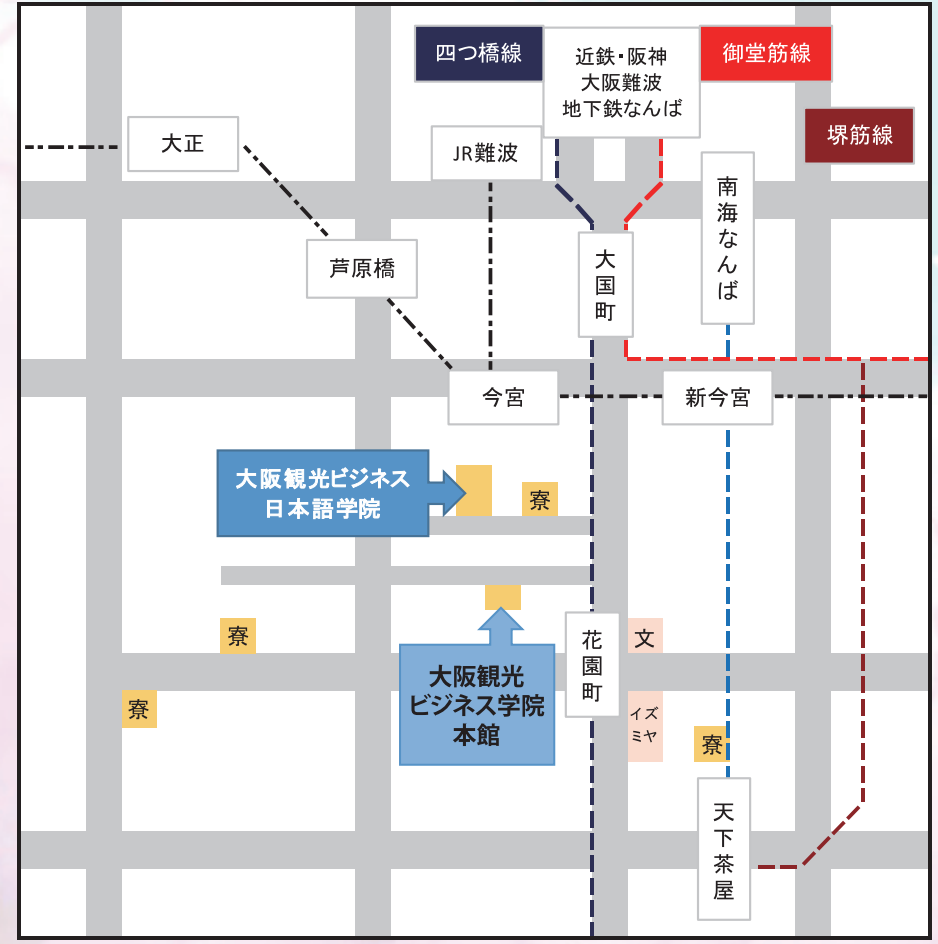 四つ橋線
近鉄・阪神
大阪難波
地下鉄なんば
御堂筋線
堺筋線
大正
JR難波
南海なんば
芦原橋
大国町
今宮
新今宮
大阪観光ビジネス
日本語学院
寮
寮
花園町
文
大阪観光
ビジネス学院
本館
寮
イズ
ミヤ
寮
天下茶屋